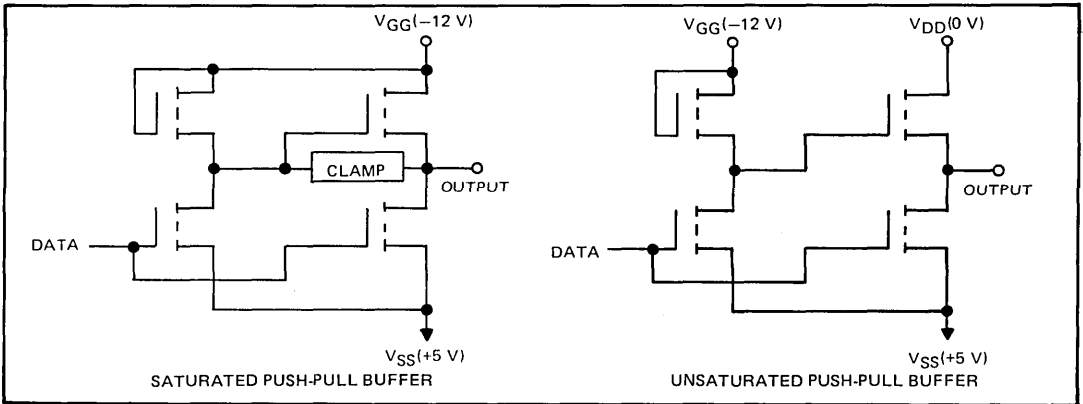 VGG(−12 V)
CLAMP
OUTPUT
DATA
VSS(+5 V)
SATURATED PUSH-PULL BUFFER
VGG(−12 V)
VDD(0 V)
OUTPUT
DATA
VSS(+5 V)
UNSATURATED PUSH-PULL BUFFER